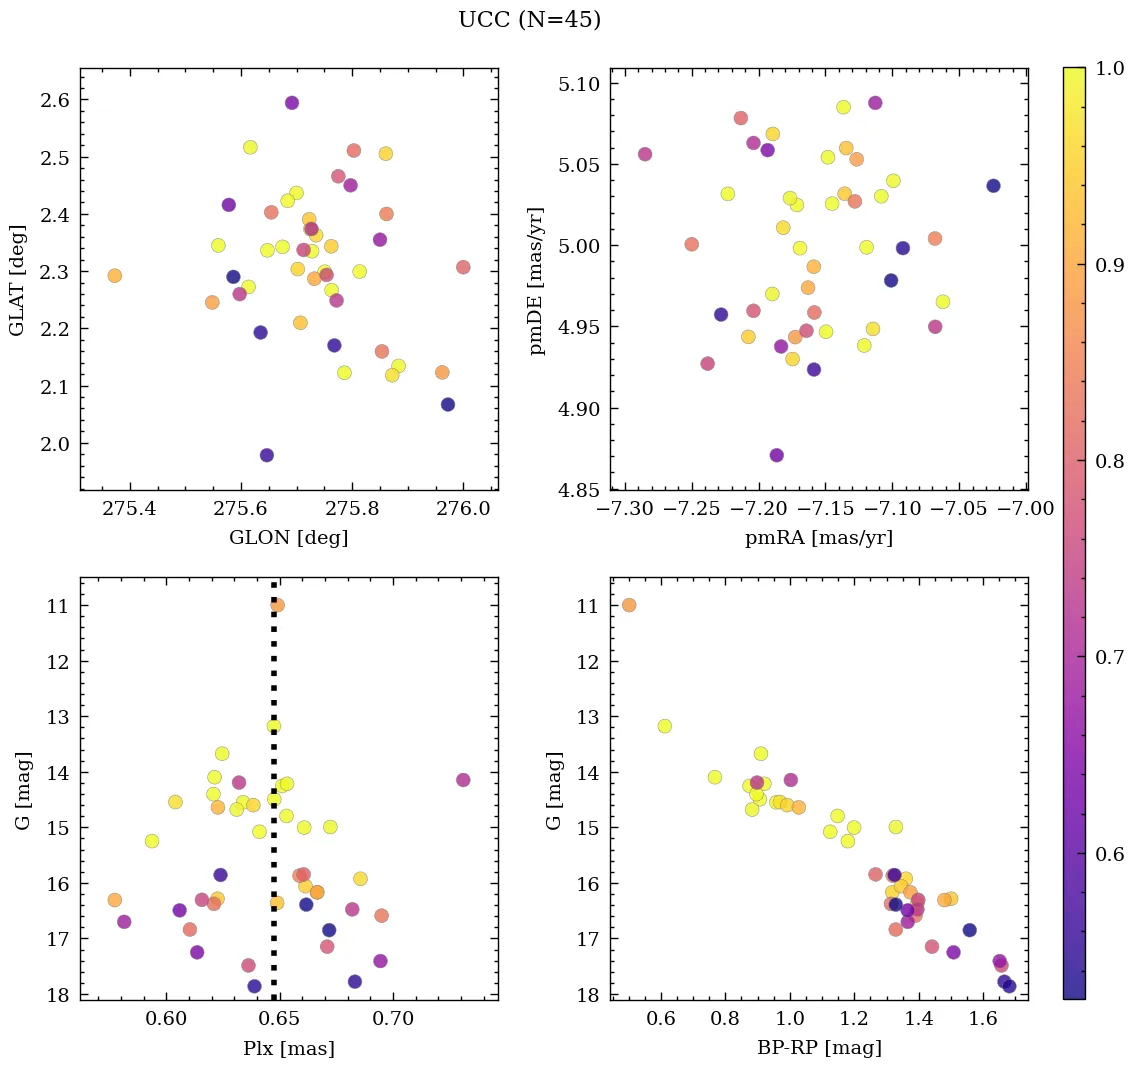 UCC (N=45)
2.6
2.5
2.4
2.3
2.2
2.1
2.0
GLAT [deg]
275.4 275.6 275.8 276.0
GLON [deg]
5.10
5.05
5.00
4.95
4.90
4.85
pmDE [mas/yr]
−7.30 −7.25 −7.20 −7.15 −7.10 −7.05 −7.00
pmRA [mas/yr]
11
12
13
14
15
16
17
18
G [mag]
0.60 0.65 0.70
Plx [mas]
11
12
13
14
15
16
17
18
G [mag]
0.6 0.8 1.0 1.2 1.4 1.6
BP-RP [mag]
1.0
0.9
0.8
0.7
0.6